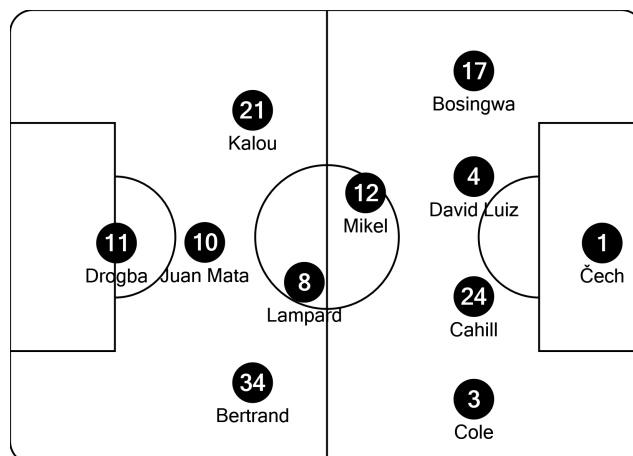 17
Bosingwa
21
Kalou
4
David Luiz
12
Mikel
11
Drogba
10
Juan Mata
1
Čech
8
Lampard
24
Cahill
34
Bertrand
3
Cole